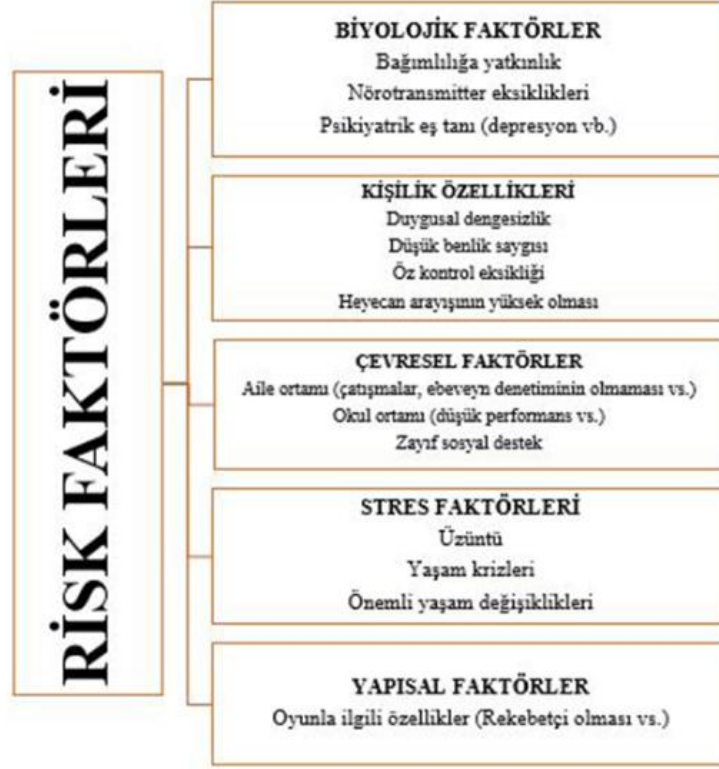 RİSK FAKTÖRLERİ
BİYOLOJİK FAKTÖRLER
Bağımlılığa yatkınlık
Nörotransmitter eksiklikleri
Psikiyatrik eş tanı (depresyon vb.)
KİŞİLİK ÖZELLİKLERİ
Duygusal dengesizlik
Düşük benlik saygısı
Öz kontrol eksikliği
Heyecan arayışının yüksek olması
ÇEVRESEL FAKTÖRLER
Aile ortamı (çatışmalar, ebeveyn denetiminin olmaması vs.)
Okul ortamı (düşük performans vs.)
Zayıf sosyal destek
STRES FAKTÖRLERİ
Üzüntü
Yaşam krizleri
Önemli yaşam değişiklikleri
YAPISAL FAKTÖRLER
Oyunla ilgili özellikler (Rekebetçi olması vs.)